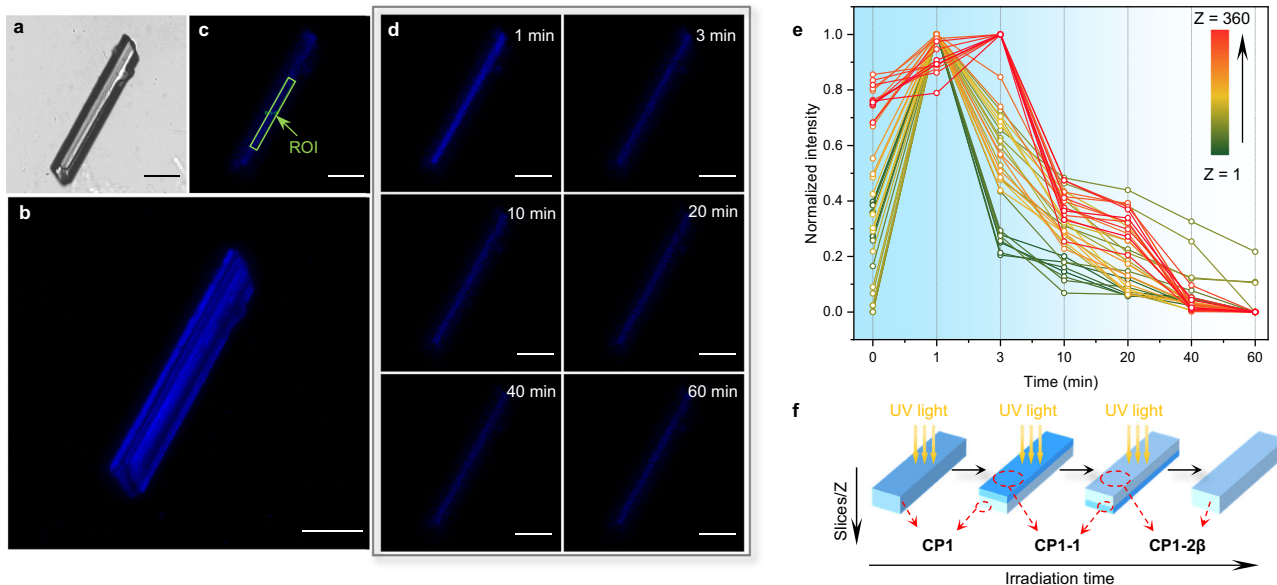 a
c
ROI
b
d
1 min
3 min
10 min
20 min
40 min
60 min
e
Z = 360
Z = 1
1.0
0.8
0.6
0.4
0.2
0.0
Normalized intensity
0 1 3 10 20 40 60
Time (min)
f
UV light UV light UV light
Slices/Z
CP1 CP1-1 CP1-2β
Irradiation time